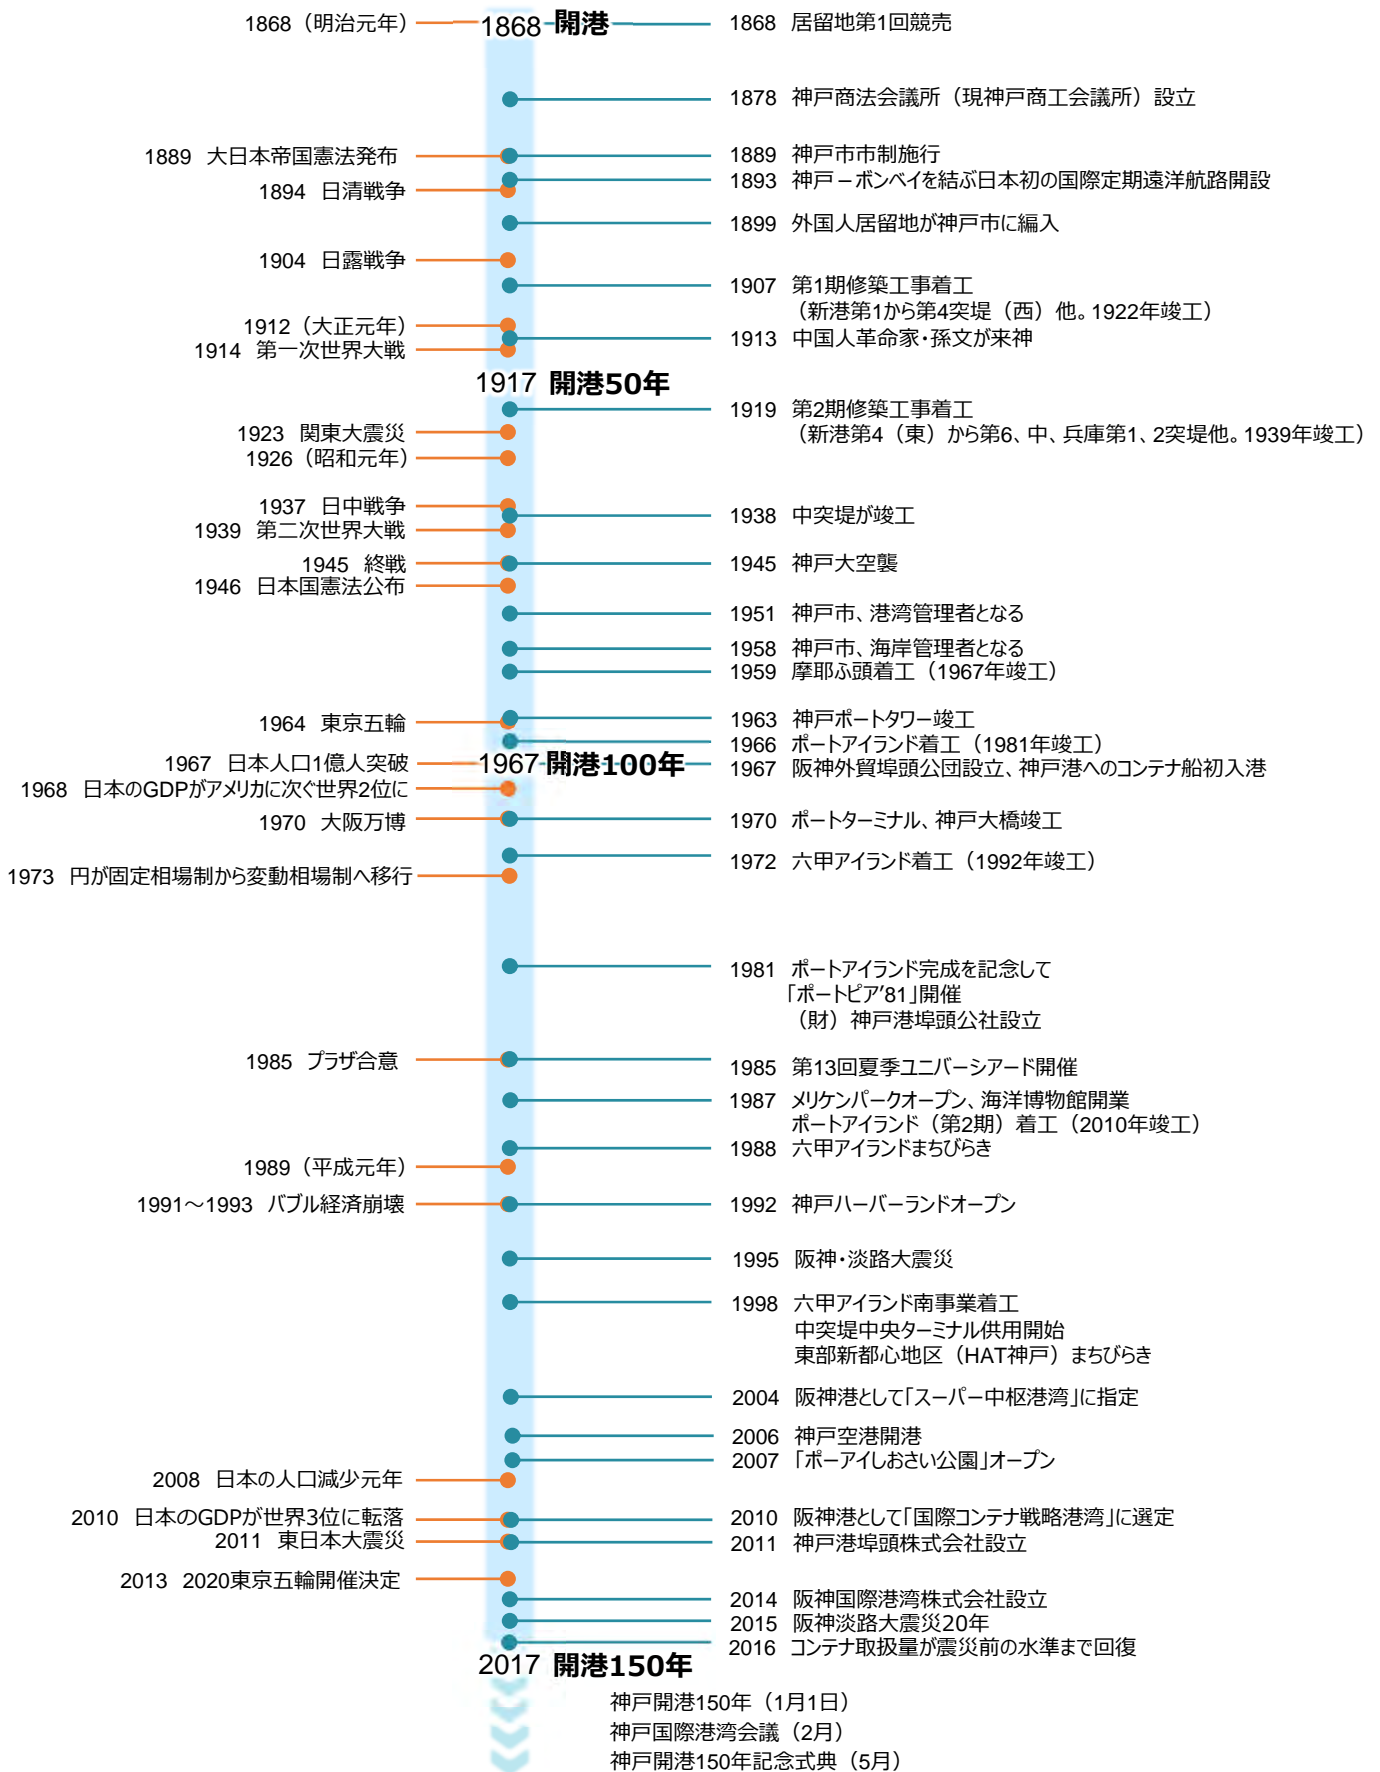 1868（明治元年）
1868 開港
1868 居留地第1回競売
1878 神戸商法会議所（現神戸商工会議所）設立
1889 大日本帝国憲法発布
1889 神戸市市制施行
1893 神戸－ボンベイを結ぶ日本初の国際定期遠洋航路開設
1894 日清戦争
1899 外国人居留地が神戸市に編入
1904 日露戦争
1907 第1期修築工事着工
（新港第1から第4突堤（西）他。1922年竣工）
1912（大正元年）
1913 中国人革命家・孫文が来神
1914 第一次世界大戦
1917 開港50年
1919 第2期修築工事着工
（新港第4（東）から第6、中、兵庫第1、2突堤他。1939年竣工）
1923 関東大震災
1926（昭和元年）
1937 日中戦争
1938 中突堤が竣工
1939 第二次世界大戦
1945 終戦
1945 神戸大空襲
1946 日本国憲法公布
1951 神戸市、港湾管理者となる
1958 神戸市、海岸管理者となる
1959 摩耶ふ頭着工（1967年竣工）
1963 神戸ポートタワー竣工
1964 東京五輪
1966 ポートアイランド着工（1981年竣工）
1967 日本人口1億人突破
1967 開港100年
1967 阪神外貿埠頭公団設立、神戸港へのコンテナ船初入港
1968 日本のGDPがアメリカに次ぐ世界2位に
1970 大阪万博
1970 ポートターミナル、神戸大橋竣工
1972 六甲アイランド着工（1992年竣工）
1973 円が固定相場制から変動相場制へ移行
1981 ポートアイランド完成を記念して
「ポートピア'81」開催
（財）神戸港埠頭公社設立
1985 プラザ合意
1985 第13回夏季ユニバーシアード開催
1987 メリケンパークオープン、海洋博物館開業
ポートアイランド（第2期）着工（2010年竣工）
1988 六甲アイランドまちびらき
1989（平成元年）
1991～1993 バブル経済崩壊
1992 神戸ハーバーランドオープン
1995 阪神・淡路大震災
1998 六甲アイランド南事業着工
中突堤中央ターミナル供用開始
東部新都心地区（HAT神戸）まちびらき
2004 阪神港として「スーパー中枢港湾」に指定
2006 神戸空港開港
2007 「ポーアイしおさい公園」オープン
2008 日本の人口減少元年
2010 日本のGDPが世界3位に転落
2010 阪神港として「国際コンテナ戦略港湾」に選定
2011 東日本大震災
2011 神戸港埠頭株式会社設立
2013 2020東京五輪開催決定
2014 阪神国際港湾株式会社設立
2015 阪神淡路大震災20年
2016 コンテナ取扱量が震災前の水準まで回復
2017 開港150年
神戸開港150年（1月1日）
神戸国際港湾会議（2月）
神戸開港150年記念式典（5月）